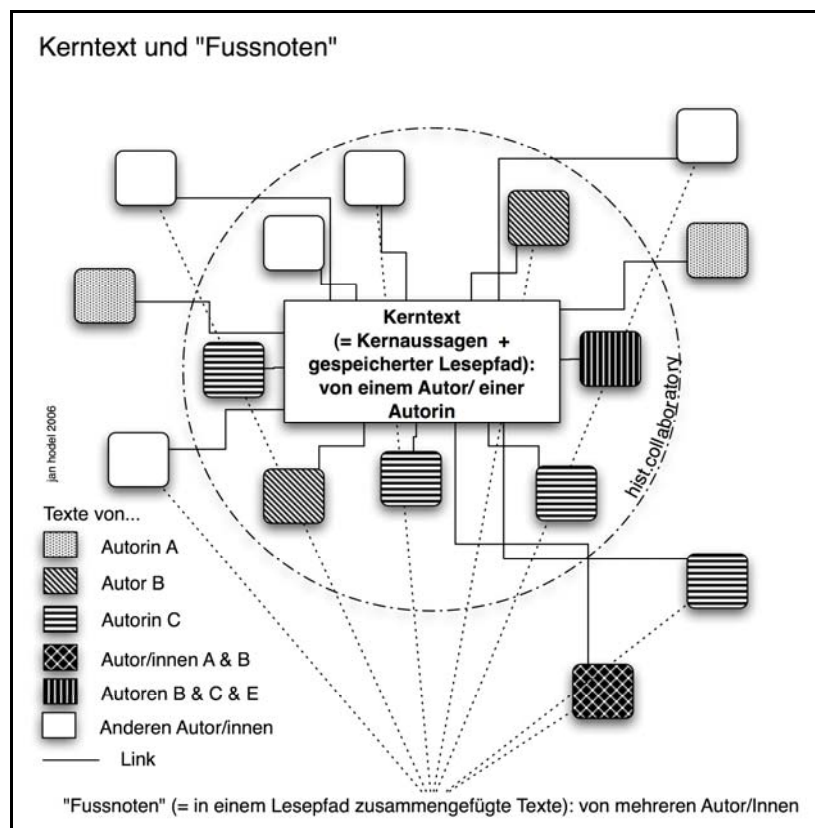 Kerntext und "Fussnoten"
Kerntext
(= Kernaussagen +
gespeicherter Lesepfad):
von einem Autor/ einer
Autorin
hist.collaboratory
jan hodel 2006
Texte von...
Autorin A
Autor B
Autorin C
Autor/innen A & B
Autoren B & C & E
Anderen Autor/innen
Link
"Fussnoten" (= in einem Lesepfad zusammengefügte Texte): von mehreren Autor/Innen